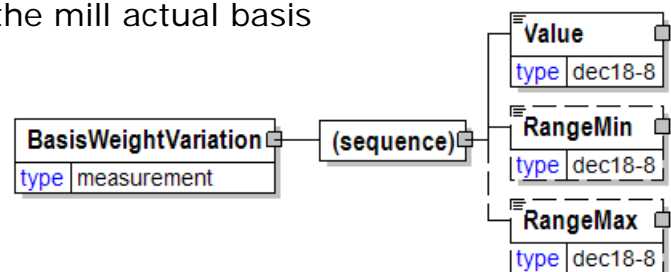 the mill actual basis
Value
type dec18-8
BasisWeightVariation
type measurement
(sequence)
RangeMin
type dec18-8
RangeMax
type dec18-8